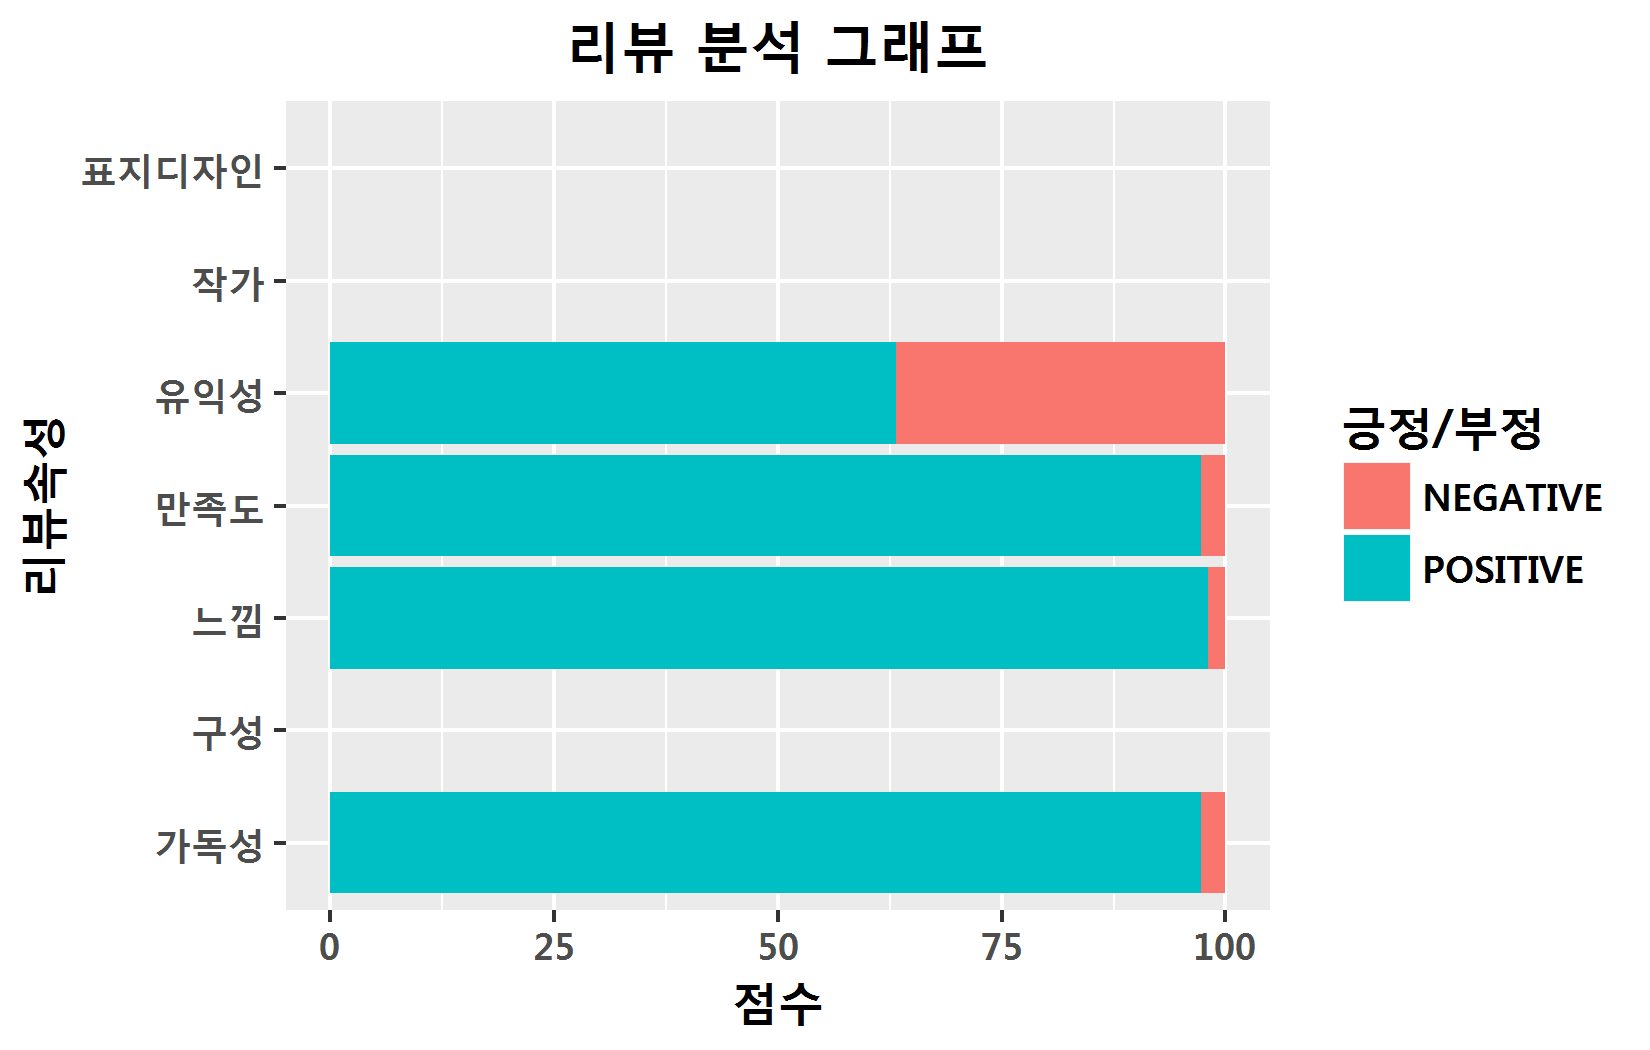 리뷰 분석 그래프
표지디자인
작가
유익성
만족도
느낌
구성
가독성
리뷰속성
0 25 50 75 100
점수
긍정/부정
NEGATIVE
POSITIVE